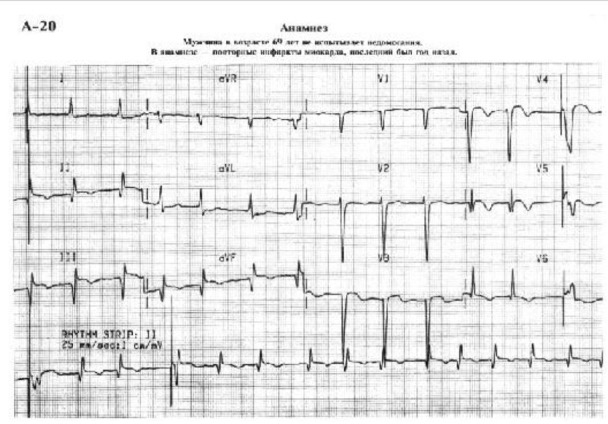 А-20
Анамнез
Мужчина в возрасте 69 лет не испытывает недомогания.
В анамнезе — повторные инфаркты миокарда, последний был год назад.
I aVR V1 V4
II aVL V2 V5
III aVF V3 V6
RHYTHM STRIP: II
25 mm/sec:1 cm/mV